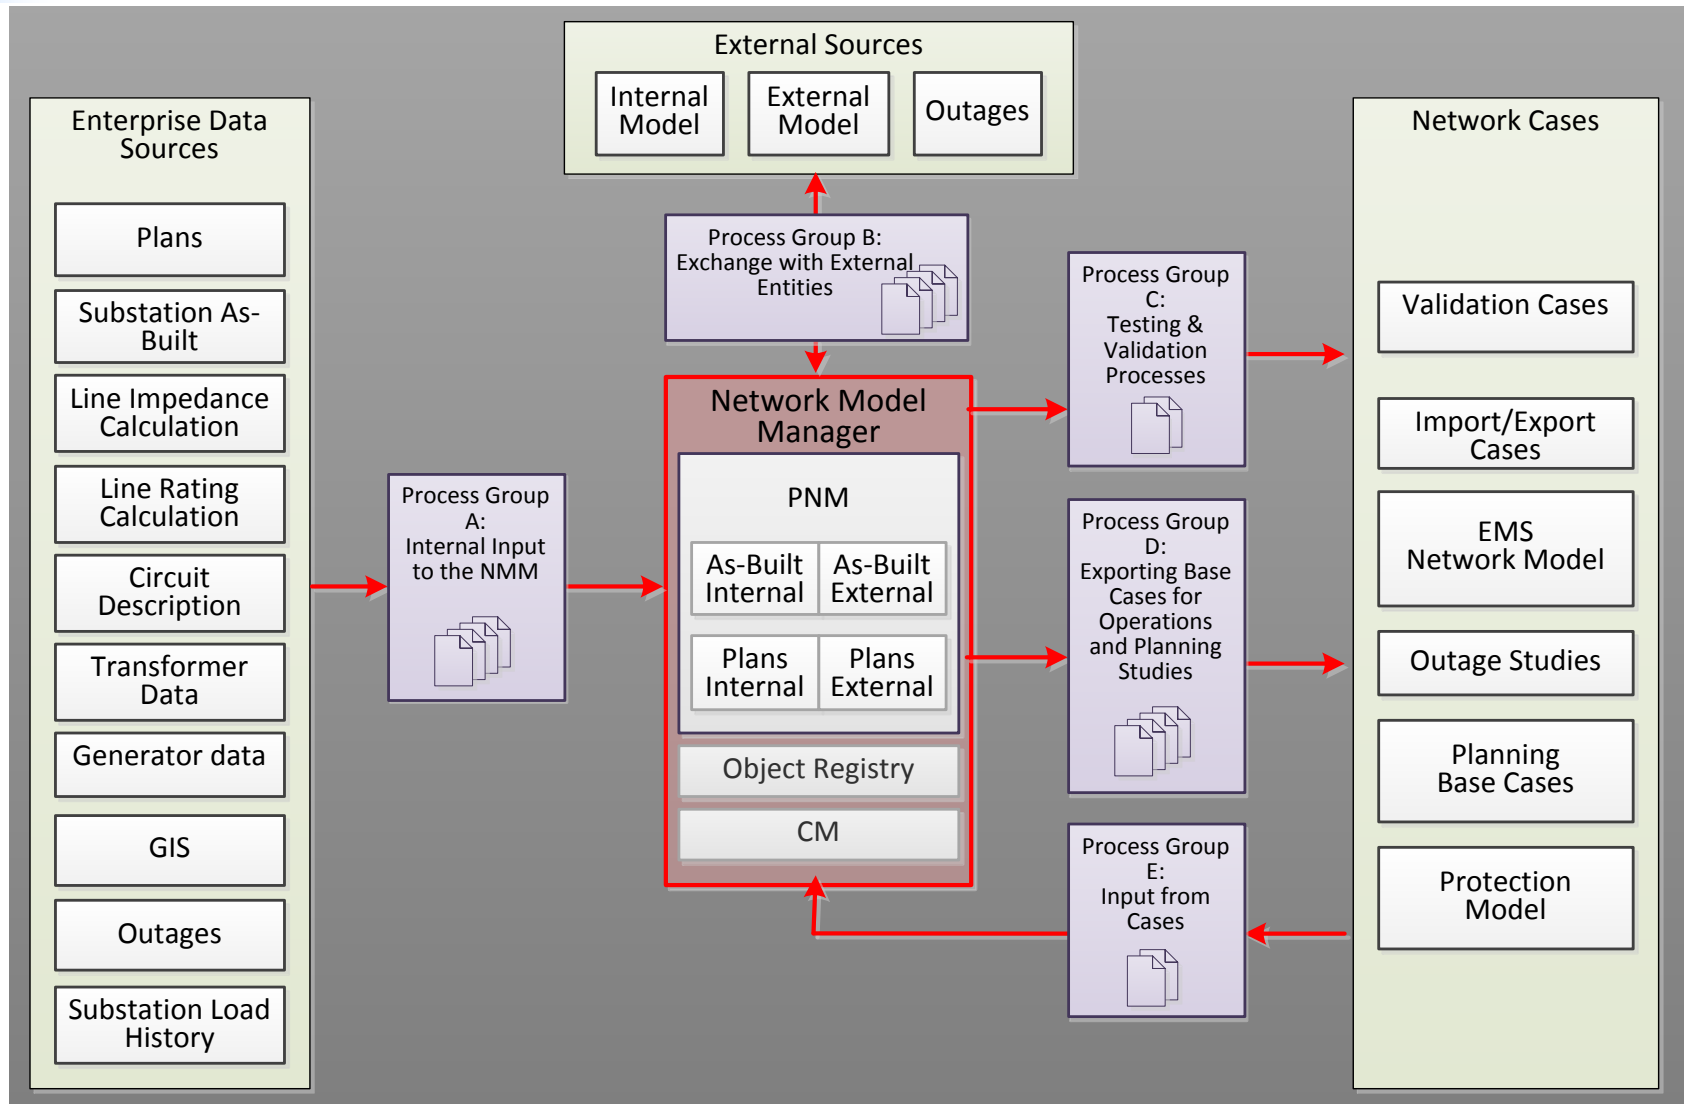 External Sources
Internal
Model
External
Model
Outages
Enterprise Data
Sources
Plans
Substation As-
Built
Line Impedance
Calculation
Line Rating
Calculation
Circuit
Description
Transformer
Data
Generator data
GIS
Outages
Substation Load
History
Process Group
A:
Internal Input
to the NMM
Process Group B:
Exchange with External
Entities
Network Model
Manager
PNM
As-Built
Internal
As-Built
External
Plans
Internal
Plans
External
Object Registry
CM
Process Group
C:
Testing &
Validation
Processes
Process Group
D:
Exporting Base
Cases for
Operations
and Planning
Studies
Process Group
E:
Input from
Cases
Network Cases
Validation Cases
Import/Export
Cases
EMS
Network Model
Outage Studies
Planning
Base Cases
Protection
Model